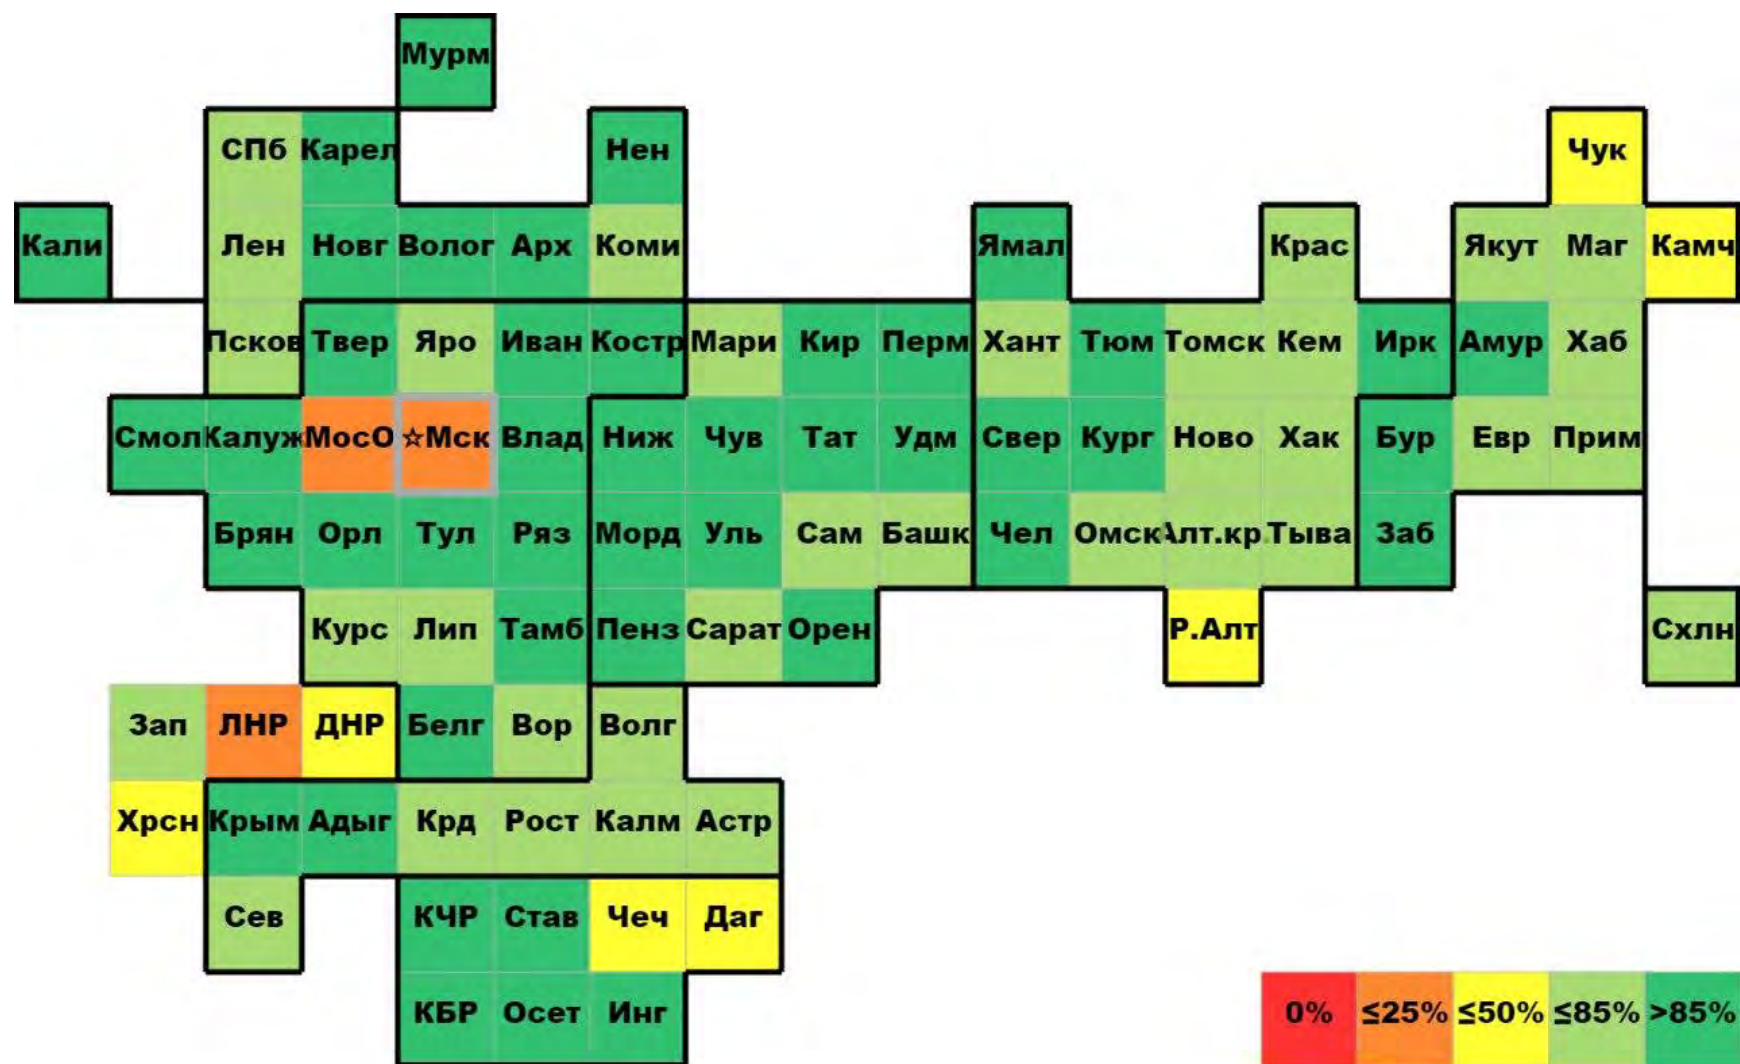 Мурм
СПб Карел Нен Чук
Кали Лен Новг Волог Арх Коми Ямал Крас Якут Маг Камч
Псков Твер Яро Иван Костр Мари Кир Перм Хант Тюм Томск Кем Ирк Амур Хаб
Смол Калуж МосО ☆Мск Влад Ниж Чув Тат Удм Свер Кург Ново Хак Бур Евр Прим
Брян Орл Тул Ряз Морд Уль Сам Башк Чел Омск Алт.кр. Тыва Заб
Курс Лип Тамб Пенз Сарат Орен Р.Алт Схлн
Зап ЛНР ДНР Белг Вор Волг
Хрсн Крым Адыг Крд Рост Калм Астр
Сев КЧР Став Чеч Даг
КБР Осет Инг 0% ≤25% ≤50% ≤85% >85%